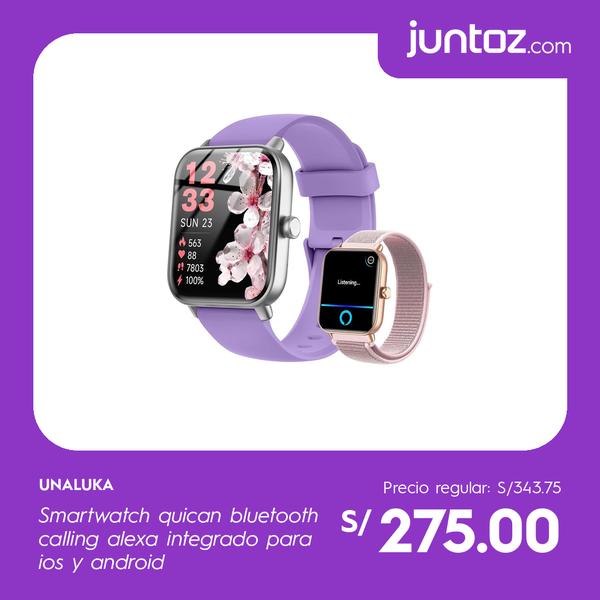 juntoz.com
12
33
SUN 23
563
88
7803
100%
Listening...
UNALUKA
Smartwatch quican bluetooth
calling alexa integrado para
ios y android
Precio regular: S/343.75
S/ 275.00